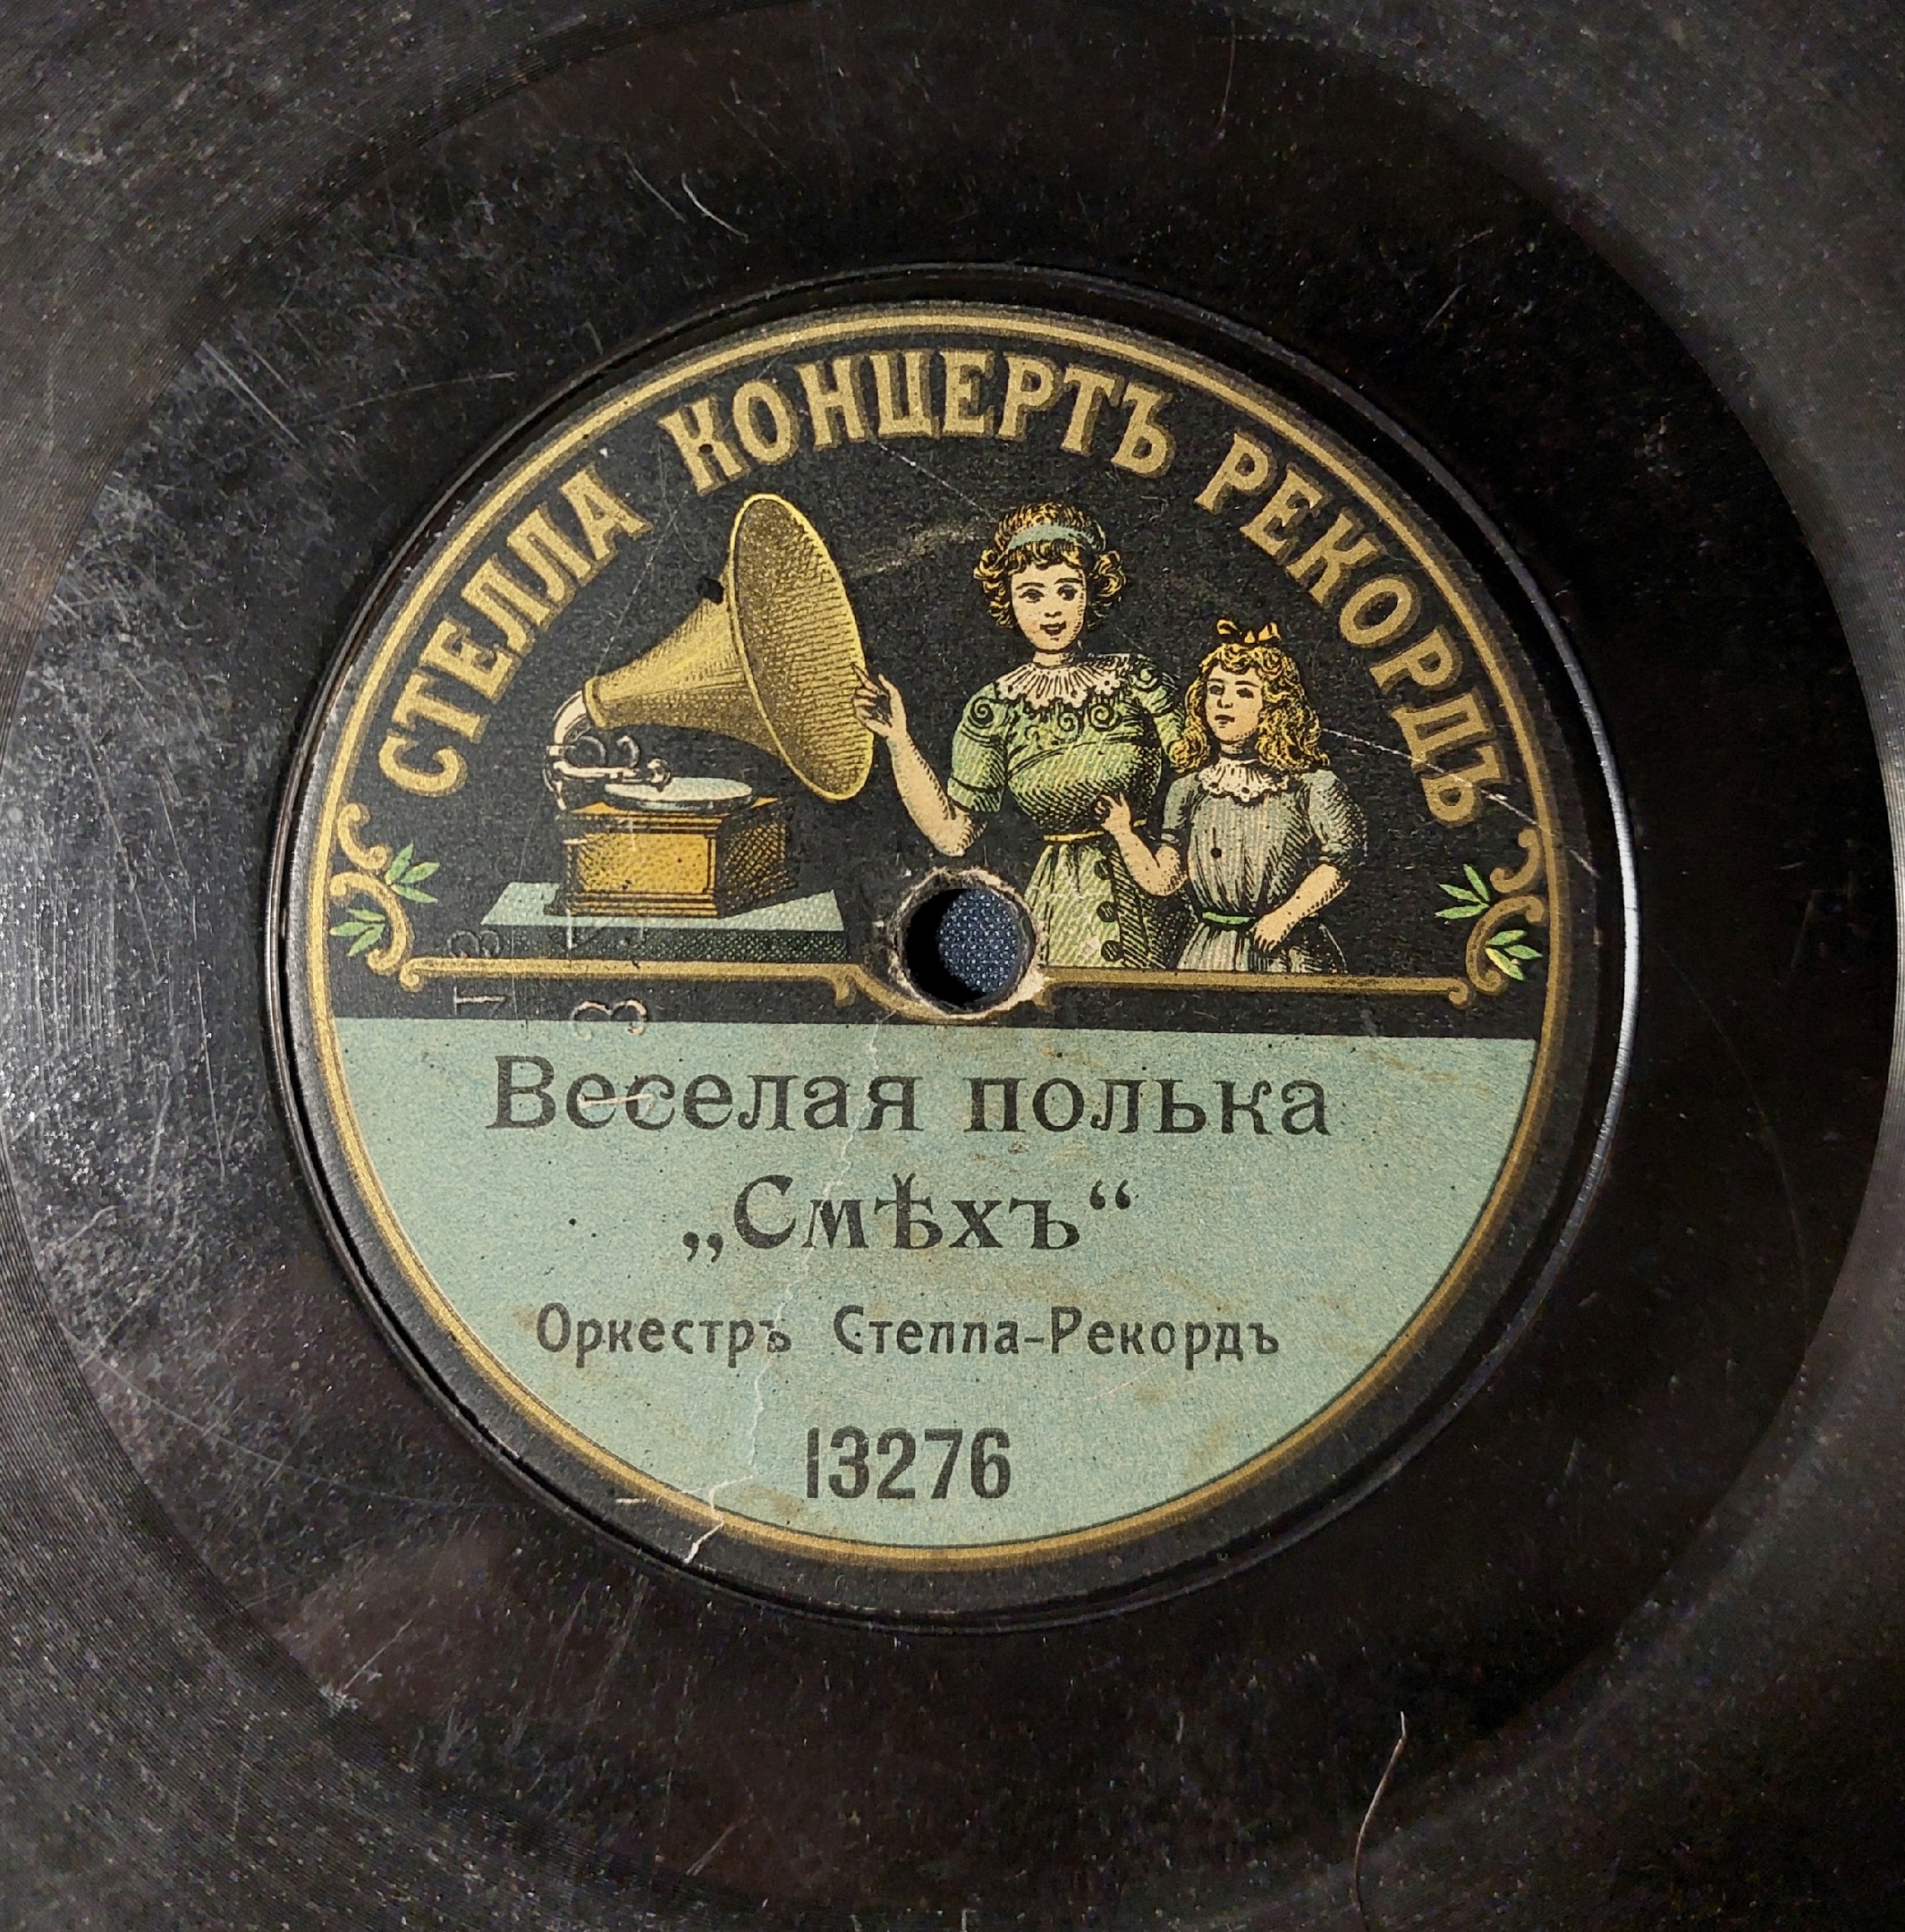 СТЕЛЛА КОНЦЕРТЪ РЕКОРДЪ
Веселая полька
„Смѣхъ“
Оркестръ Стелла-Рекордъ
13276